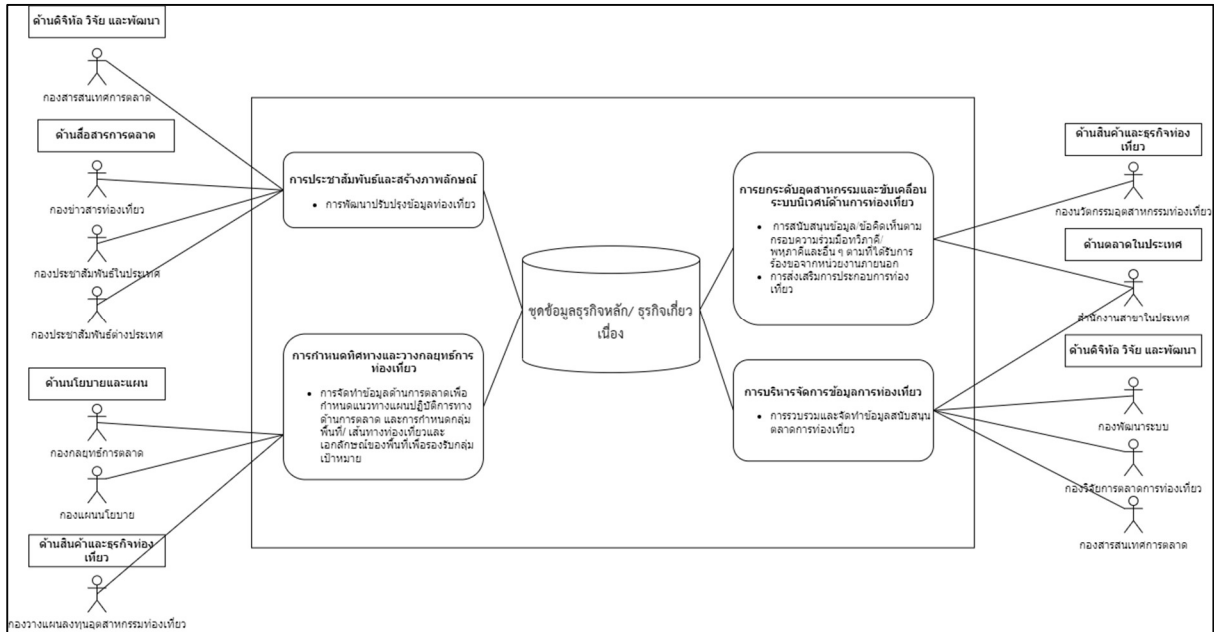 ด้านดิจิทัล วิจัย และพัฒนา
กองสารสนเทศการตลาด
ด้านสื่อสารการตลาด
กองข่าวสารท่องเที่ยว
กองประชาสัมพันธ์ในประเทศ
กองประชาสัมพันธ์ต่างประเทศ
ด้านนโยบายและแผน
กองกลยุทธ์การตลาด
กองแผนนโยบาย
ด้านสินค้าและธุรกิจท่อง
เที่ยว
กองวางแผนลงทุนอุตสาหกรรมท่องเที่ยว
การประชาสัมพันธ์และสร้างภาพลักษณ์
• การพัฒนาปรับปรุงข้อมูลท่องเที่ยว
การกำหนดทิศทางและวางกลยุทธ์การ
ท่องเที่ยว
• การจัดทำข้อมูลด้านการตลาดเพื่อ
กำหนดแนวทางแผนปฏิบัติการทาง
ด้านการตลาด และการกำหนดกลุ่ม
พื้นที่/ เส้นทางท่องเที่ยวและ
เอกลักษณ์ของพื้นที่เพื่อรองรับกลุ่ม
เป้าหมาย
ชุดข้อมูลธุรกิจหลัก/ ธุรกิจเกี่ยว
เนื่อง
การยกระดับอุตสาหกรรมและขับเคลื่อน
ระบบนิเวศน์ด้านการท่องเที่ยว
• การสนับสนุนข้อมูล/ข้อคิดเห็นตาม
กรอบความร่วมมือทวิภาคี/
พหุภาคีและอื่น ๆ ตามที่ได้รับการ
ร้องขอจากหน่วยงานภายนอก
• การส่งเสริมการประกอบการท่อง
เที่ยว
การบริหารจัดการข้อมูลการท่องเที่ยว
• การรวบรวมและจัดทำข้อมูลสนับสนุน
ตลาดการท่องเที่ยว
ด้านสินค้าและธุรกิจท่อง
เที่ยว
กองนวัตกรรมอุตสาหกรรมท่องเที่ยว
ด้านตลาดในประเทศ
สำนักงานสาขาในประเทศ
ด้านดิจิทัล วิจัย และพัฒนา
กองพัฒนาระบบ
กองวิจัยการตลาดการท่องเที่ยว
กองสารสนเทศการตลาด